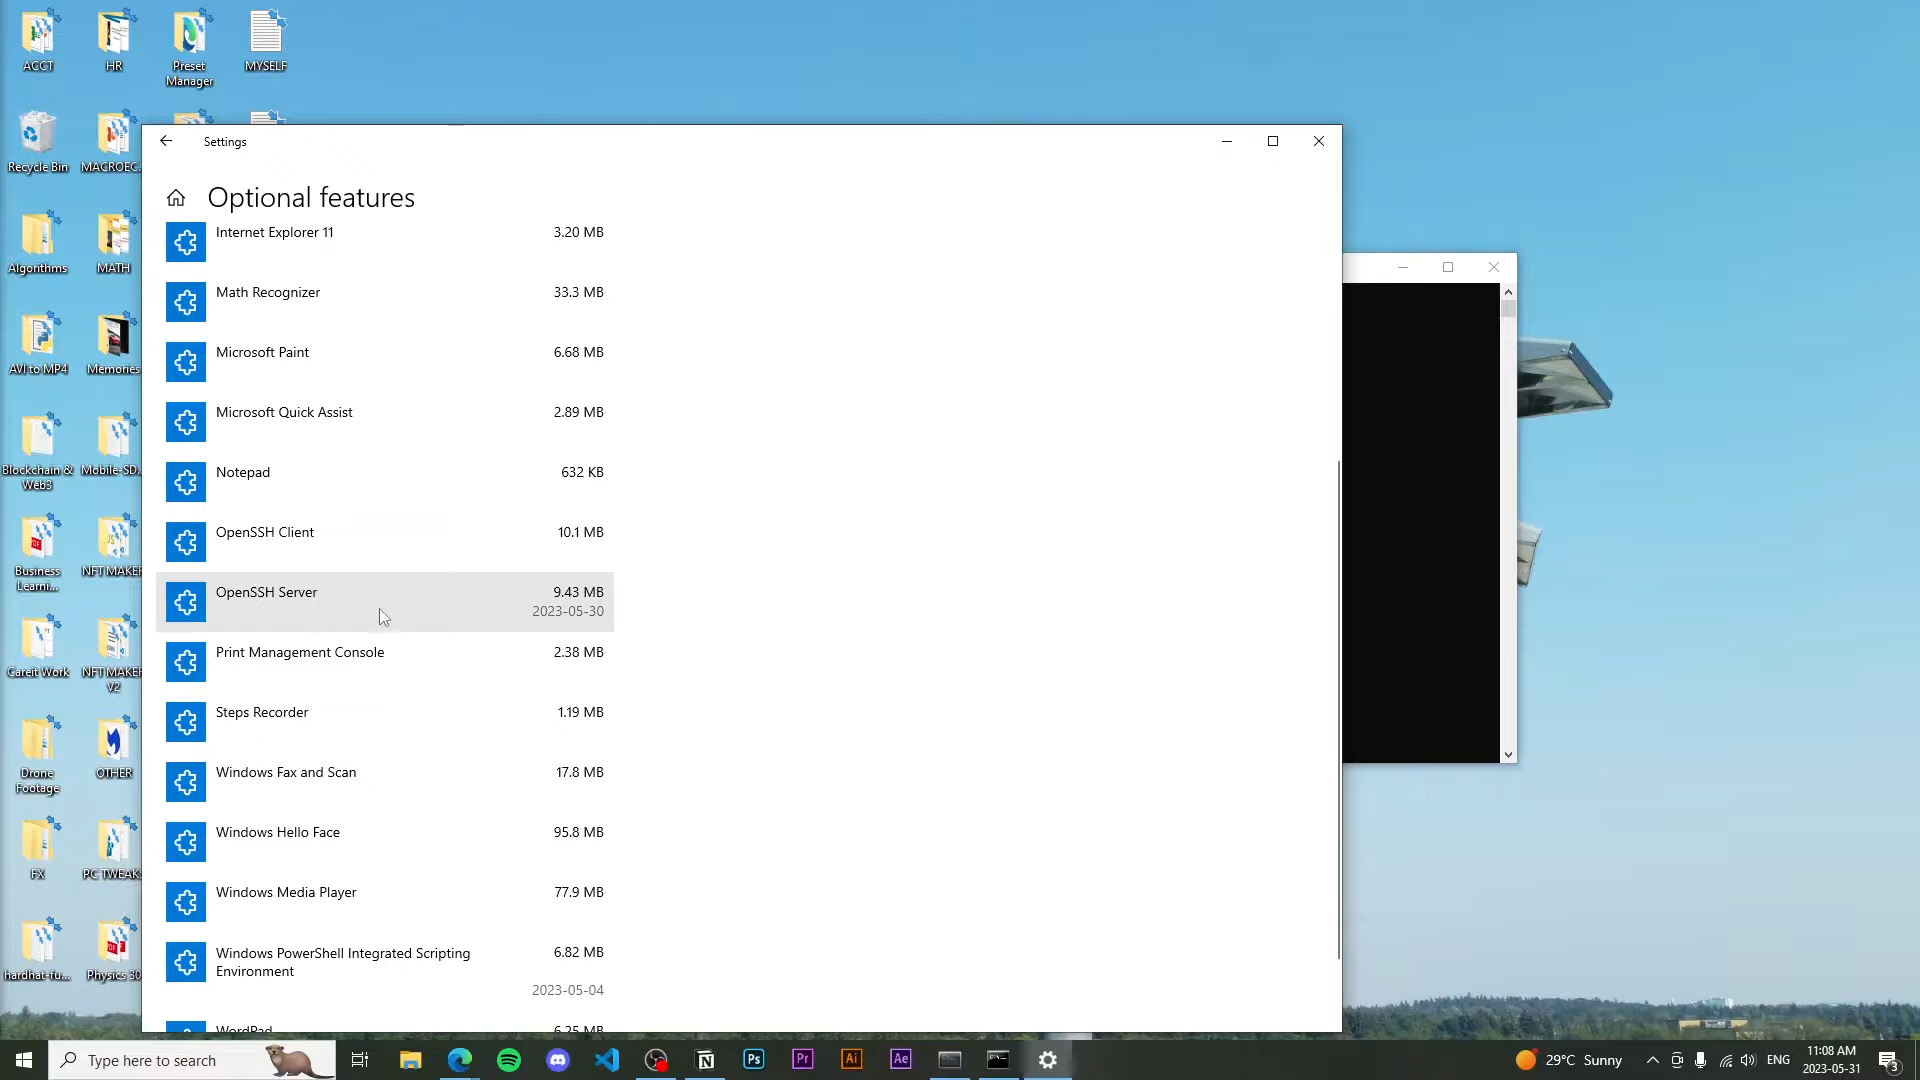 ACCT
HR
Preset
Manager
MYSELF
Recycle Bin
MACROEC...
Algorithms
MATH
AVI to MP4
Memories
Blockchain &
Web3
Mobile-SD...
Business
Learni...
NFT MAKER
Careit Work
NFT MAKER
V2
Drone
Footage
OTHER
FX
PC TWEAKS
hardhat-fu...
Physics 30
Settings
Optional features
Internet Explorer 11
3.20 MB
Math Recognizer
33.3 MB
Microsoft Paint
6.68 MB
Microsoft Quick Assist
2.89 MB
Notepad
632 KB
OpenSSH Client
10.1 MB
OpenSSH Server
9.43 MB
2023-05-30
Print Management Console
2.38 MB
Steps Recorder
1.19 MB
Windows Fax and Scan
17.8 MB
Windows Hello Face
95.8 MB
Windows Media Player
77.9 MB
Windows PowerShell Integrated Scripting
Environment
6.82 MB
2023-05-04
WordPad
6.25 MB
Type here to search
N
Ps
Pr
Ai
Ae
29°C Sunny
ENG
11:08 AM
2023-05-31
3